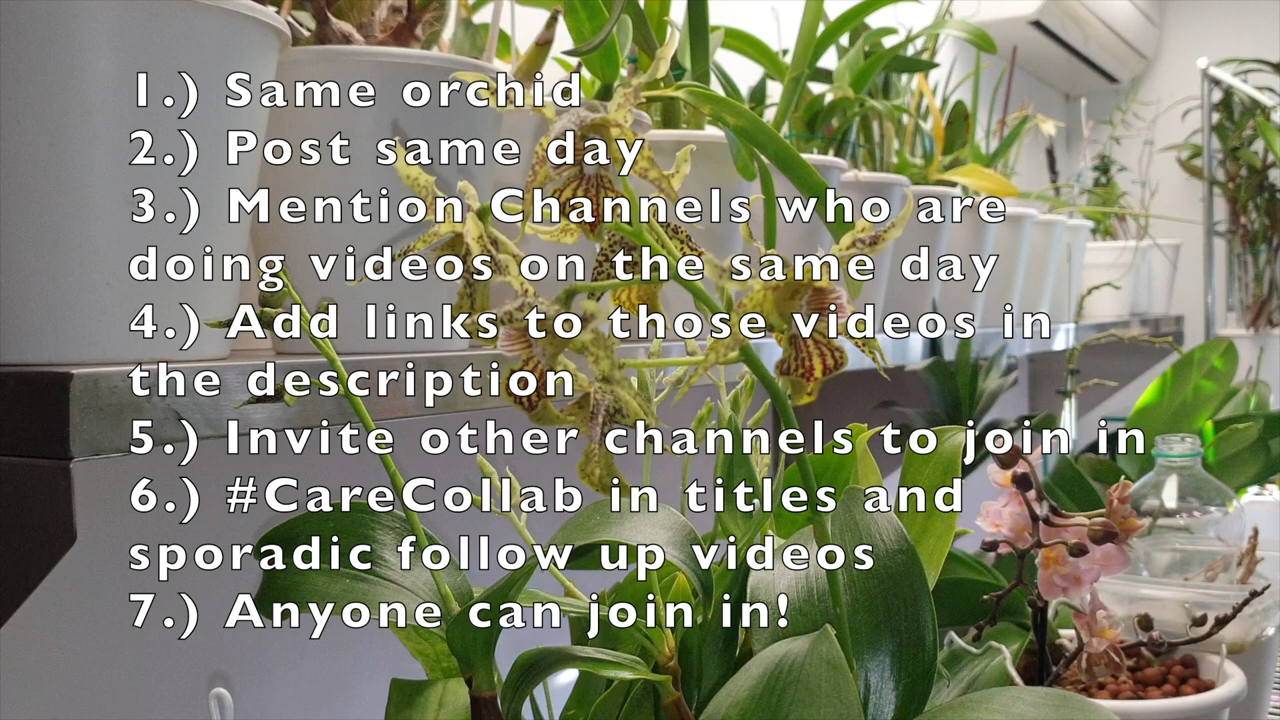 1.) Same orchid
2.) Post same day
3.) Mention Channels who are
doing videos on the same day
4.) Add links to those videos in
the description
5.) Invite other channels to join in
6.) #CareCollab in titles and
sporadic follow up videos
7.) Anyone can join in!